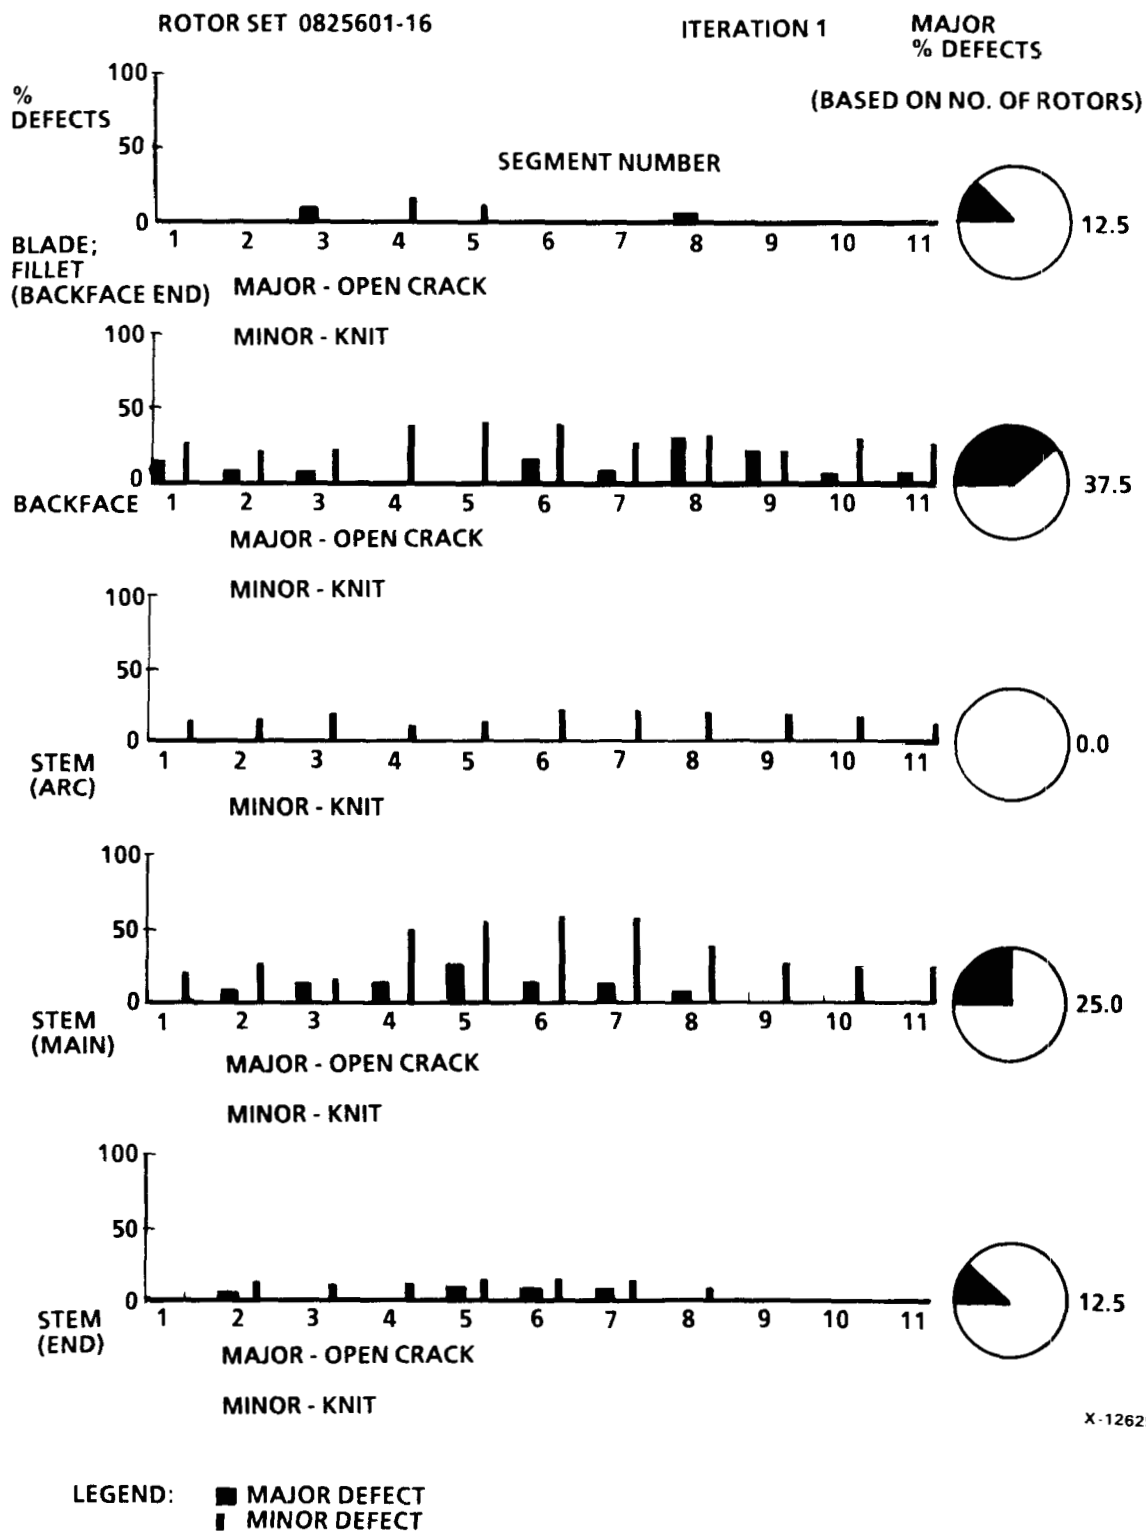 ROTOR SET 0825601-16 ITERATION 1 MAJOR
% DEFECTS
(BASED ON NO. OF ROTORS)
%
DEFECTS
100
50
0
SEGMENT NUMBER
1 2 3 4 5 6 7 8 9 10 11
12.5
BLADE;
FILLET
(BACKFACE END)
MAJOR - OPEN CRACK
MINOR - KNIT
100
50
0
BACKFACE 1 2 3 4 5 6 7 8 9 10 11
37.5
MAJOR - OPEN CRACK
MINOR - KNIT
100
50
0
1 2 3 4 5 6 7 8 9 10 11
0.0
STEM
(ARC)
MINOR - KNIT
100
50
0
1 2 3 4 5 6 7 8 9 10 11
25.0
STEM
(MAIN)
MAJOR - OPEN CRACK
MINOR - KNIT
100
50
0
1 2 3 4 5 6 7 8 9 10 11
12.5
STEM
(END)
MAJOR - OPEN CRACK
MINOR - KNIT
X-1262
LEGEND: MAJOR DEFECT
MINOR DEFECT